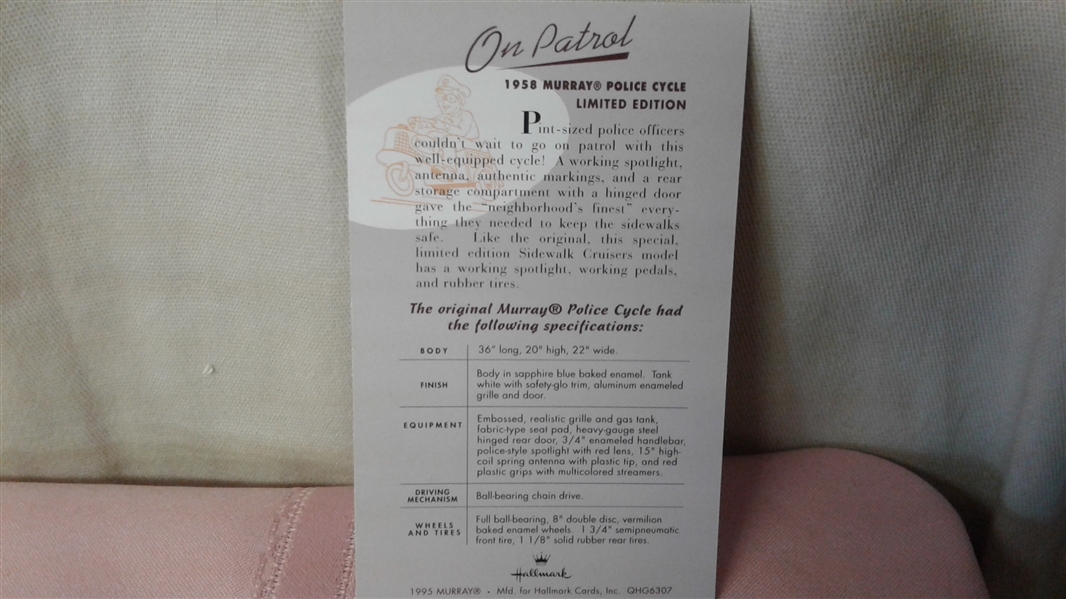 On Patrol
1958 MURRAY® POLICE CYCLE
LIMITED EDITION
Pint-sized police officers
couldn't wait to go on patrol with this
well-equipped cycle! A working spotlight,
antenna, authentic markings, and a rear
storage compartment with a hinged door
gave the "neighborhood's finest" every-
thing they needed to keep the sidewalks
safe. Like the original, this special,
limited edition Sidewalk Cruisers model
has a working spotlight, working pedals,
and rubber tires.
The original Murray® Police Cycle had
the following specifications:
BODY
36" long, 20" high, 22" wide.
FINISH
Body in sapphire blue baked enamel. Tank
white with safety-glo trim, aluminum enameled
grille and door.
EQUIPMENT
Embossed, realistic grille and gas tank,
fabric-type seat pad, heavy-gauge steel
hinged rear door, 3/4" enameled handlebar,
police-style spotlight with red lens, 15" high-
coil spring antenna with plastic tip, and red
plastic grips with multicolored streamers.
DRIVING
MECHANISM
Ball-bearing chain drive.
WHEELS
AND TIRES
Full ball-bearing, 8" double disc, vermilion
baked enamel wheels. 1 3/4" semipneumatic
front tire, 1 1/8" solid rubber rear tires.
Hallmark
1995 MURRAY® • Mfd. for Hallmark Cards, Inc. QHG6307